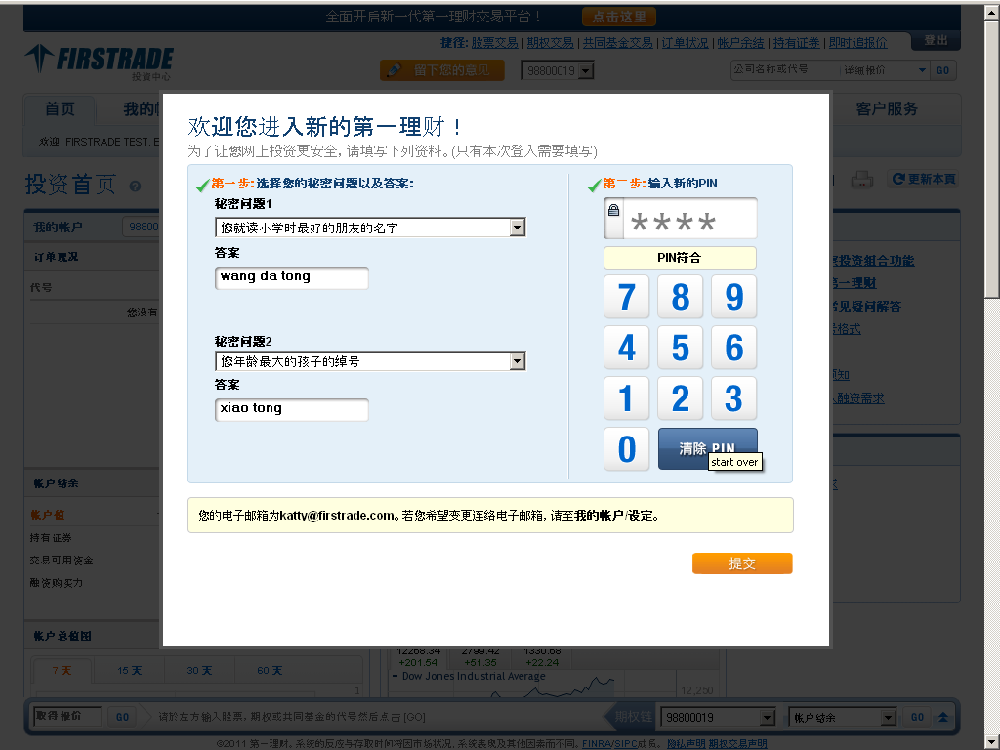 全面开启新一代第一理财交易平台！ 点击这里
捷径: 股票交易 | 期权交易 | 共同基金交易 | 订单状况 | 帐户余结 | 持有证券 | 即时追报价 登出
FIRSTRADE
投资中心
留下您的意见 98800019 公司名称或代号 详细报价 GO
首页 我的 客户服务
欢迎, FIRSTRADE TEST. E
投资首页 更新本页
我的帐户 98800
订单现况
代号
您没有
资投资组合功能
第一理财
常见疑问解答
格式
须知
融资需求
欢迎您进入新的第一理财！
为了让您网上投资更安全, 请填写下列资料。(只有本次登入需要填写)
第一步: 选择您的秘密问题以及答案:
秘密问题1
您就读小学时最好的朋友的名字
答案
wang da tong
秘密问题2
您年龄最大的孩子的绰号
答案
xiao tong
第二步: 输入新的PIN
****
PIN符合
7 8 9
4 5 6
1 2 3
0 清除 PIN
start over
您的电子邮箱为katty@firstrade.com。若您希望变更连络电子邮箱, 请至我的帐户/设定。
提交
帐户结余
帐户值
持有证券
交易可用资金
融资购买力
帐户总值图
7 天 15 天 30 天 60 天
1
12268.34 2799.42 1330.68
+201.54 +51.35 +22.24
Dow Jones Industrial Average
12,250
取得报价 GO 请於左方输入股票, 期权或共同基金的代号然后点击 [GO] 期权链 98800019 帐户结余 GO
©2011 第一理财. 系统的反应与存取时间将因市场状况, 系统表现及其他因素而不同。 FINRA/SIPC成员。 隐私声明 期权交易声明